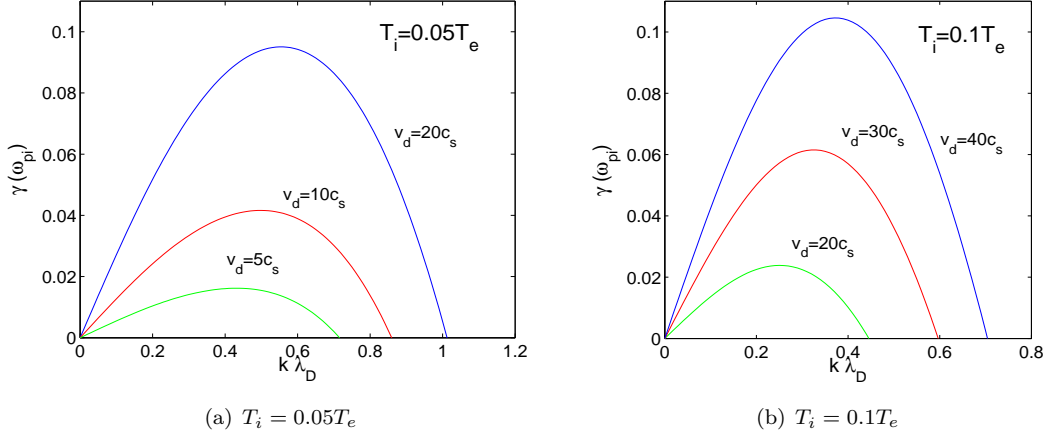 T_i=0.05T_e
v_d=20c_s
v_d=10c_s
v_d=5c_s
γ (ω_pi)
0.1
0.08
0.06
0.04
0.02
0
0 0.2 0.4 0.6 0.8 1 1.2
k λ_D
(a) T_i = 0.05T_e
T_i=0.1T_e
v_d=30c_s
v_d=40c_s
v_d=20c_s
γ (ω_pi)
0.1
0.08
0.06
0.04
0.02
0
0 0.2 0.4 0.6 0.8
k λ_D
(b) T_i = 0.1T_e